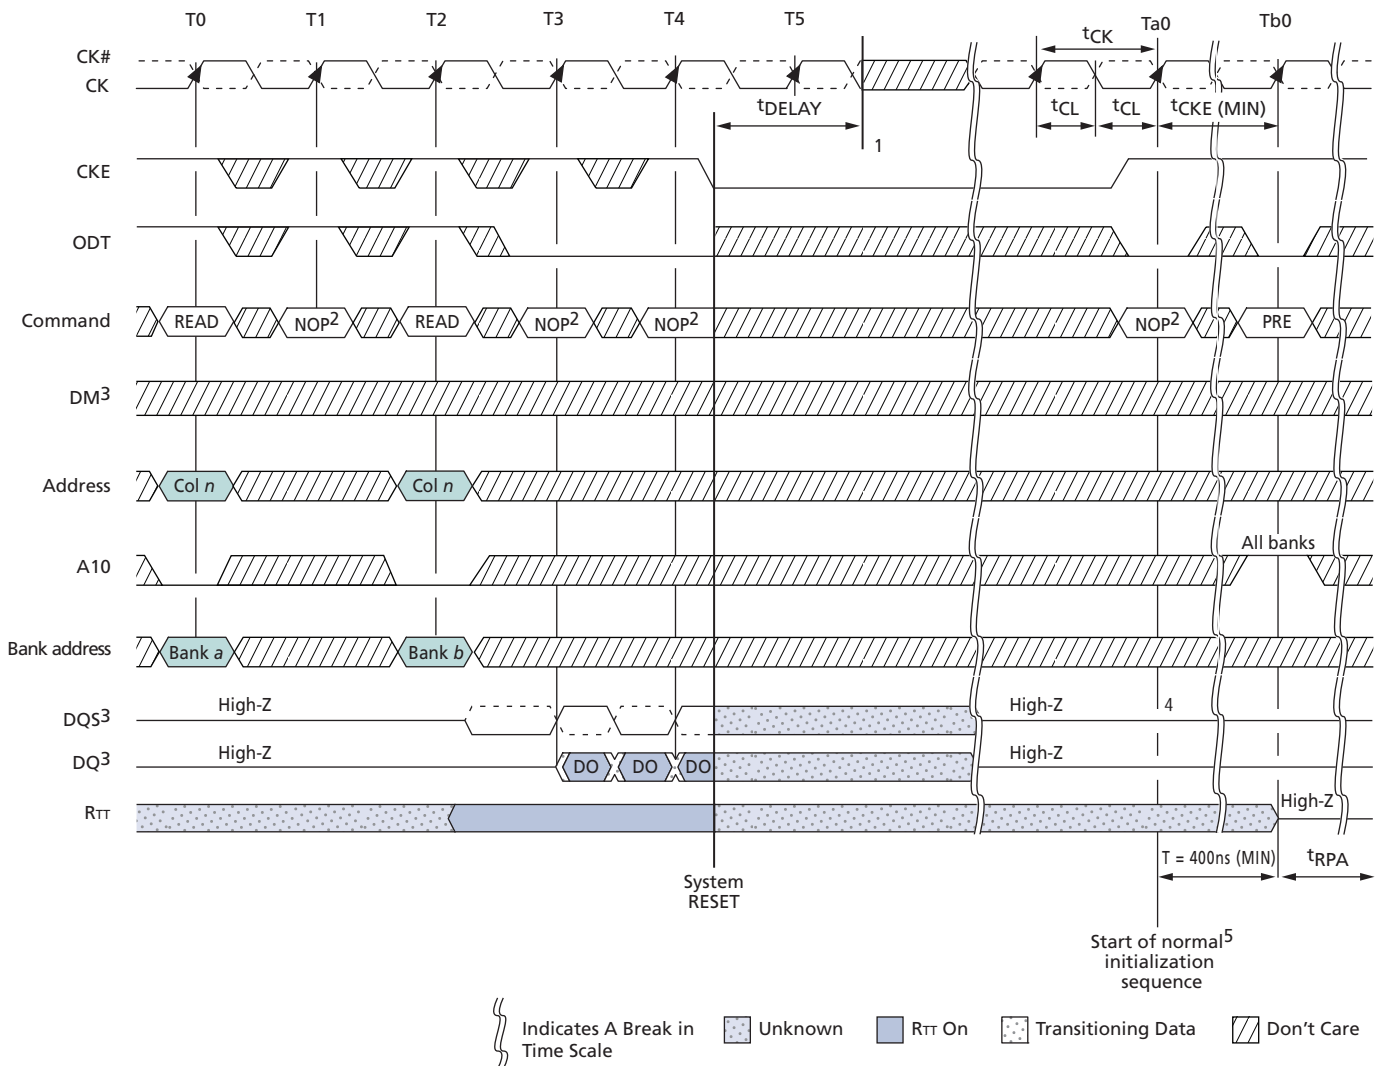 T0 T1 T2 T3 T4 T5 Ta0 Tb0
tCK
CK#
CK
tDELAY tCL tCL tCKE (MIN)
1
CKE
ODT
Command READ NOP2 READ NOP2 NOP2 NOP2 PRE
DM3
Address Col n Col n
All banks
A10
Bank address Bank a Bank b
DQS3 High-Z High-Z 4
DQ3 High-Z DO DO DO High-Z
RTT High-Z
T = 400ns (MIN) tRPA
System
RESET
Start of normal5
initialization
sequence
Indicates A Break in
Time Scale
Unknown
RTT On
Transitioning Data
Don't Care